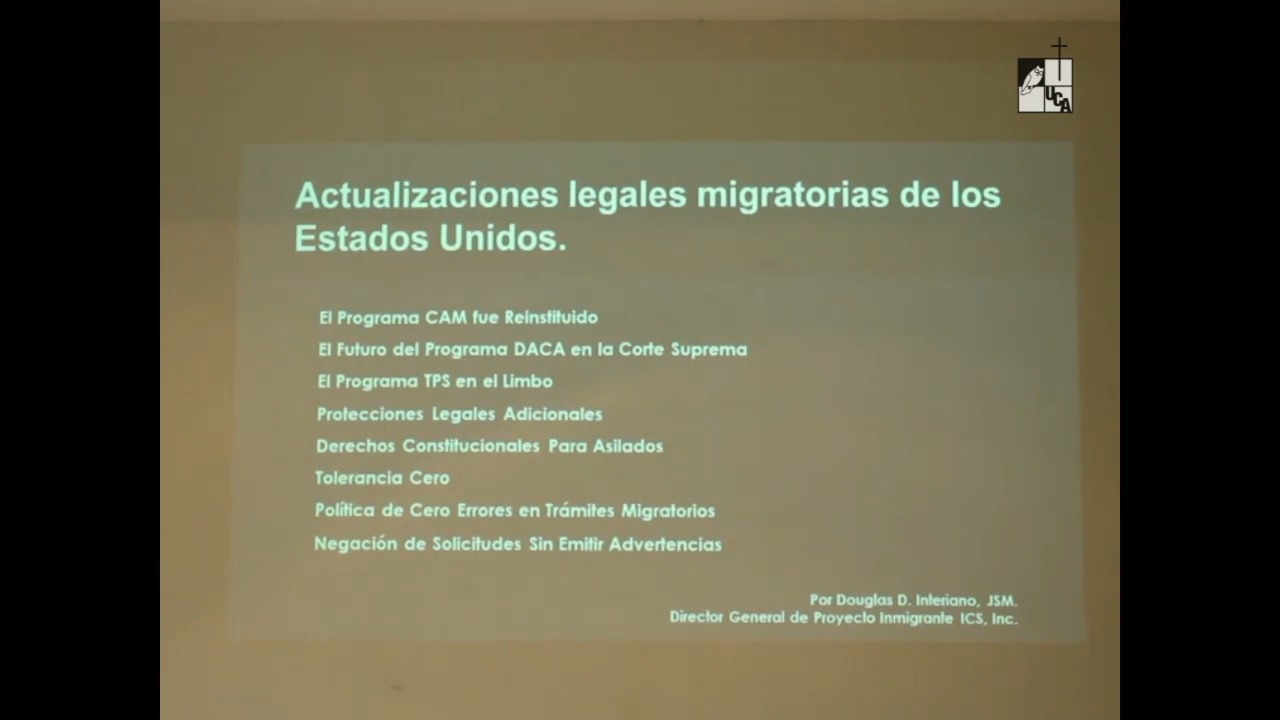 UCA
Actualizaciones legales migratorias de los
Estados Unidos.
El Programa CAM fue Reinstituido
El Futuro del Programa DACA en la Corte Suprema
El Programa TPS en el Limbo
Protecciones Legales Adicionales
Derechos Constitucionales Para Asilados
Tolerancia Cero
Política de Cero Errores en Trámites Migratorios
Negación de Solicitudes Sin Emitir Advertencias
Por Douglas D. Interiano, JSM.
Director General de Proyecto Inmigrante ICS, Inc.